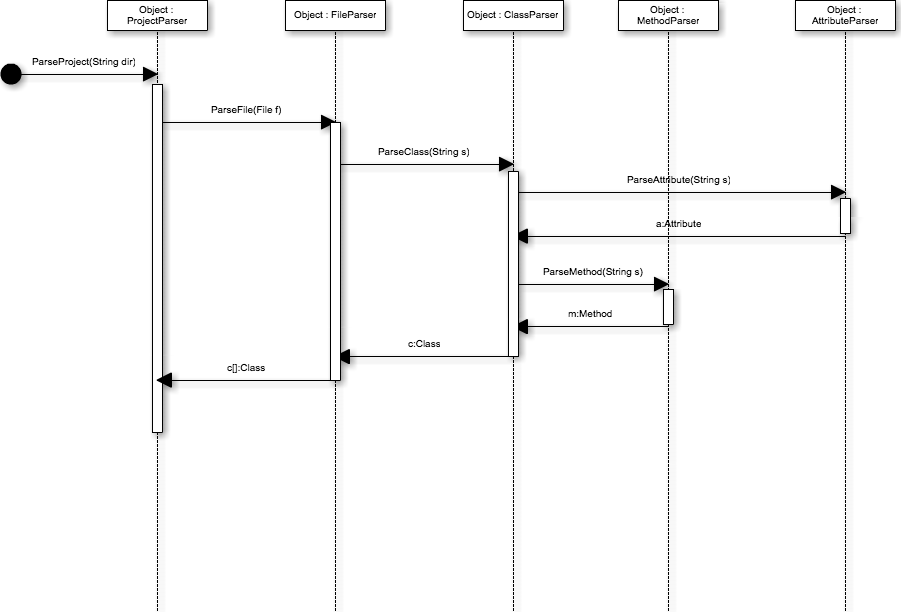 Object :
ProjectParser
Object : FileParser
Object : ClassParser
Object :
MethodParser
Object :
AttributeParser
ParseProject(String dir)
ParseFile(File f)
ParseClass(String s)
ParseAttribute(String s)
a:Attribute
ParseMethod(String s)
m:Method
c:Class
c[]:Class